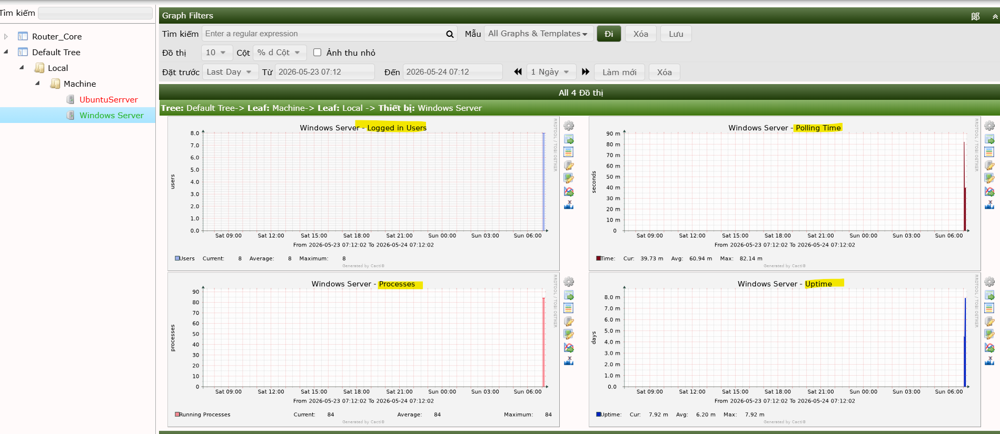 Tìm kiếm
Router_Core
Default Tree
Local
Machine
UbuntuSerrver
Windows Server
Graph Filters
Tìm kiếm Enter a regular expression Mẫu All Graphs & Templates Đi Xóa Lưu
Đồ thị 10 Cột % d Cột Ảnh thu nhỏ
Đặt trước Last Day Từ 2026-05-23 07:12 Đến 2026-05-24 07:12 1 Ngày Làm mới Xóa
All 4 Đồ thị
Tree: Default Tree-> Leaf: Machine-> Leaf: Local -> Thiết bị: Windows Server
Windows Server - Logged in Users
RRDTOOL / TOBI OETIKER
users
8.0
7.0
6.0
5.0
4.0
3.0
2.0
1.0
0.0
Sat 09:00 Sat 12:00 Sat 15:00 Sat 18:00 Sat 21:00 Sun 00:00 Sun 03:00 Sun 06:00
From 2026-05-23 07:12:02 To 2026-05-24 07:12:02
Users Current: 8 Average: 8 Maximum: 8
Generated by Cacti®
Windows Server - Polling Time
RRDTOOL / TOBI OETIKER
seconds
90 m
80 m
70 m
60 m
50 m
40 m
30 m
20 m
10 m
0
Sat 09:00 Sat 12:00 Sat 15:00 Sat 18:00 Sat 21:00 Sun 00:00 Sun 03:00 Sun 06:00
From 2026-05-23 07:12:02 To 2026-05-24 07:12:02
Time: Cur: 39.73 m Avg: 60.94 m Max: 82.14 m
Generated by Cacti®
Windows Server - Processes
RRDTOOL / TOBI OETIKER
processes
90
80
70
60
50
40
30
20
10
0
Sat 09:00 Sat 12:00 Sat 15:00 Sat 18:00 Sat 21:00 Sun 00:00 Sun 03:00 Sun 06:00
From 2026-05-23 07:12:02 To 2026-05-24 07:12:02
Running Processes Current: 84 Average: 84 Maximum: 84
Generated by Cacti®
Windows Server - Uptime
RRDTOOL / TOBI OETIKER
days
8.0 m
7.0 m
6.0 m
5.0 m
4.0 m
3.0 m
2.0 m
1.0 m
0.0
Sat 09:00 Sat 12:00 Sat 15:00 Sat 18:00 Sat 21:00 Sun 00:00 Sun 03:00 Sun 06:00
From 2026-05-23 07:12:02 To 2026-05-24 07:12:02
Uptime: Cur: 7.92 m Avg: 6.20 m Max: 7.92 m
Generated by Cacti®